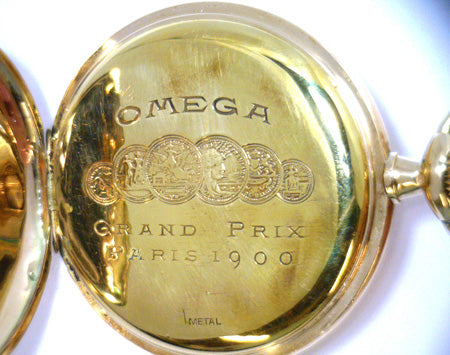 OMEGA
GRAND PRIX
PARIS 1900
METAL